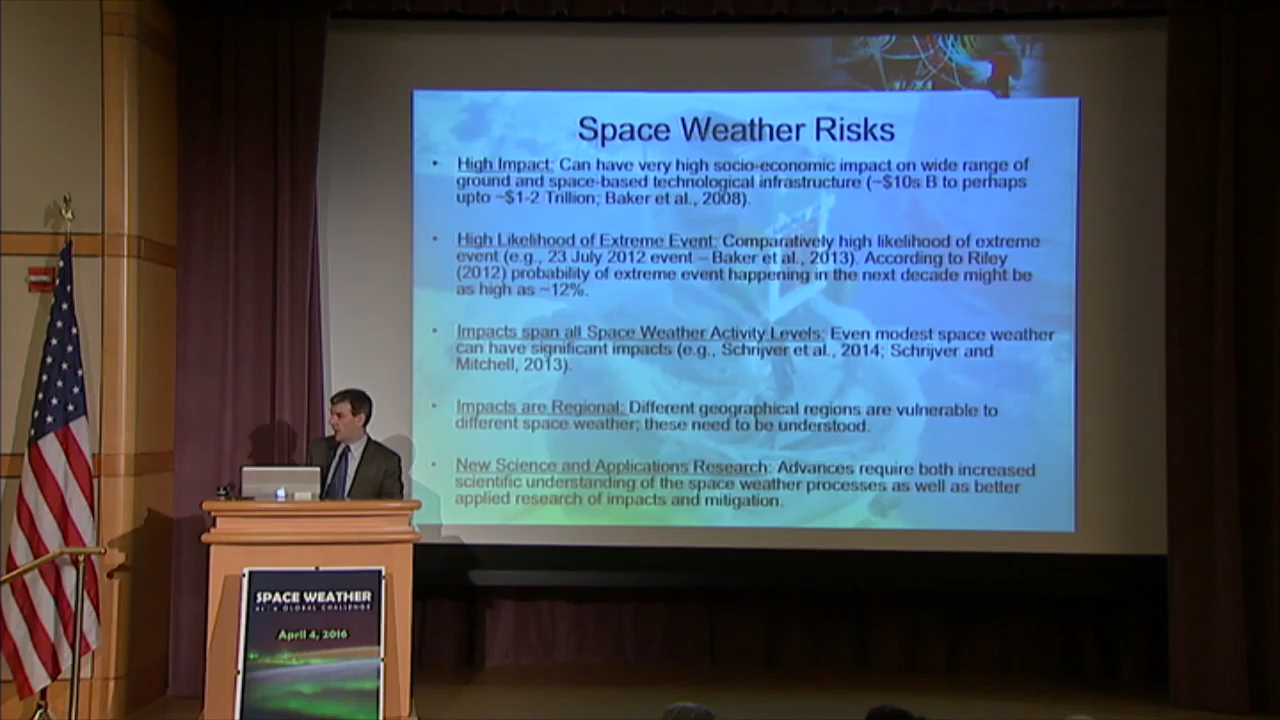 Space Weather Risks
• High Impact: Can have very high socio-economic impact on wide range of
ground and space-based technological infrastructure (~$10s B to perhaps
upto ~$1-2 Trillion; Baker et al., 2008).
• High Likelihood of Extreme Event: Comparatively high likelihood of extreme
event (e.g., 23 July 2012 event – Baker et al., 2013). According to Riley
(2012) probability of extreme event happening in the next decade might be
as high as ~12%.
• Impacts span all Space Weather Activity Levels: Even modest space weather
can have significant impacts (e.g., Schrijver et al., 2014; Schrijver and
Mitchell, 2013).
• Impacts are Regional: Different geographical regions are vulnerable to
different space weather; these need to be understood.
• New Science and Applications Research: Advances require both increased
scientific understanding of the space weather processes as well as better
applied research of impacts and mitigation.
SPACE WEATHER
GLOBAL CHALLENGE
April 4, 2016